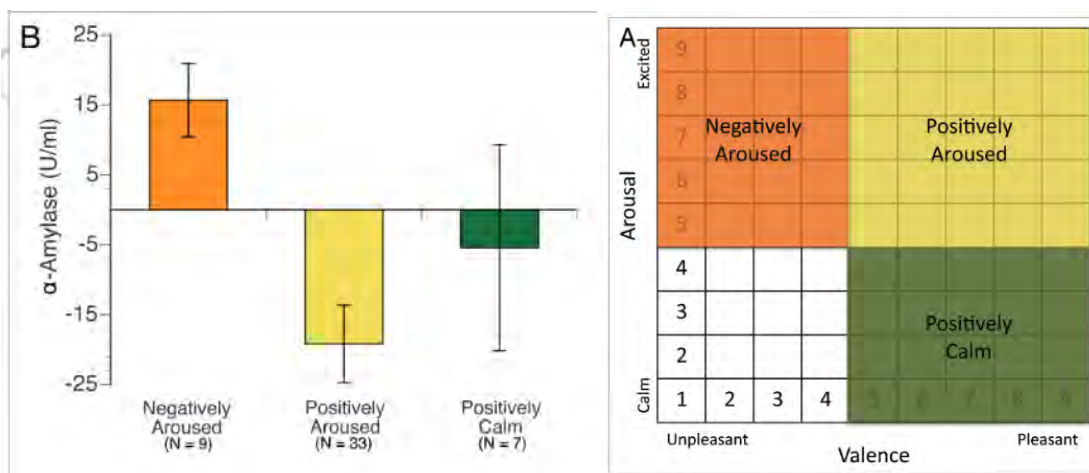 B
25
15
5
-5
-15
-25
α-Amylase (U/ml)
Negatively
Aroused
(N = 9)
Positively
Aroused
(N = 33)
Positively
Calm
(N = 7)
A
Excited
Arousal
Calm
9
8
7
6
5
4
3
2
1 2 3 4 5 6 7 8 9
Negatively
Aroused
Positively
Aroused
Positively
Calm
Unpleasant
Pleasant
Valence